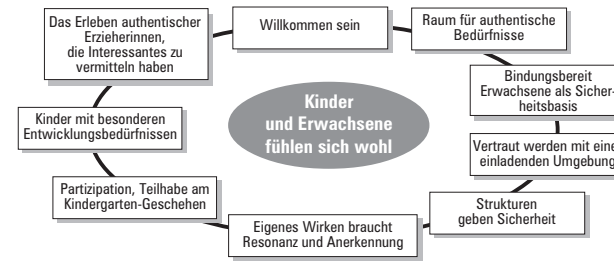 Willkommen sein
Raum für authentische
Bedürfnisse
Bindungsbereit
Erwachsene als Sicher-
heitsbasis
Vertraut werden mit eine
einladenden Umgebung
Strukturen
geben Sicherheit
Eigenes Wirken braucht
Resonanz und Anerkennung
Partizipation, Teilhabe am
Kindergarten-Geschehen
Kinder mit besonderen
Entwicklungsbedürfnissen
Das Erleben authentischer
Erzieherinnen,
die Interessantes zu
vermitteln haben
Kinder
und Erwachsene
fühlen sich wohl